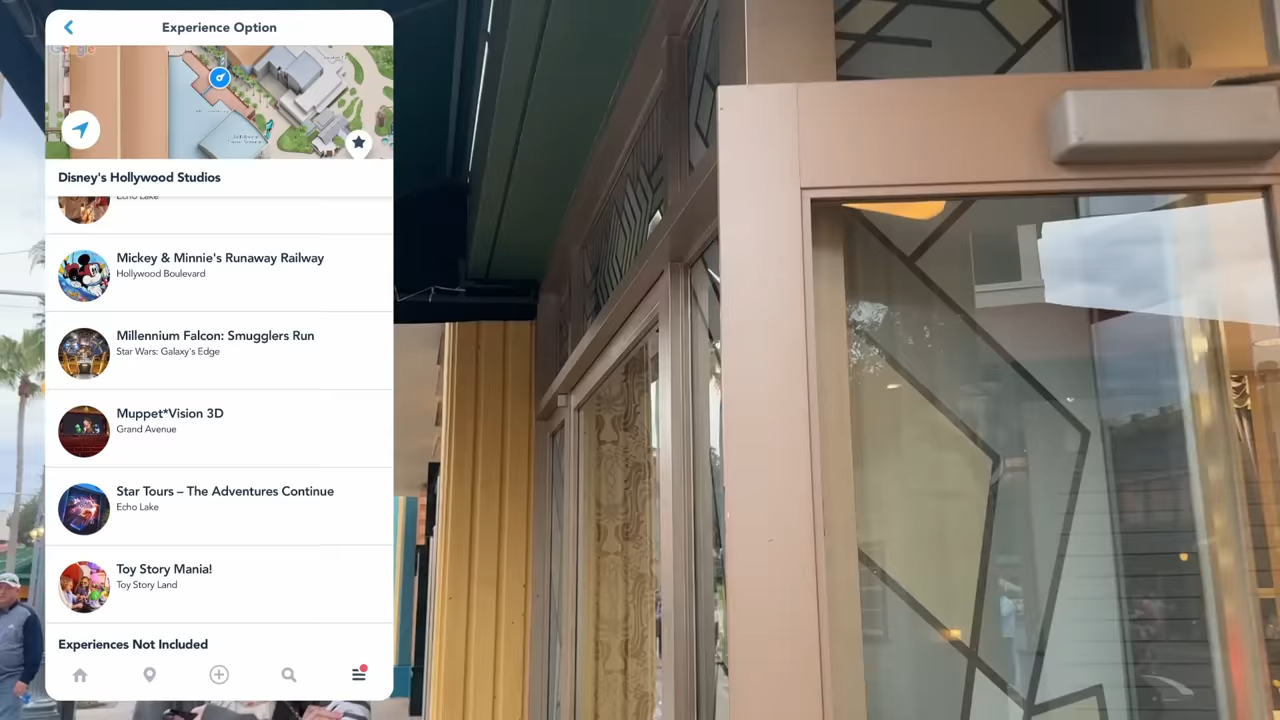 Experience Option
Google
Disney's Hollywood Studios
Echo Lake
Mickey & Minnie's Runaway Railway
Hollywood Boulevard
Millennium Falcon: Smugglers Run
Star Wars: Galaxy's Edge
Muppet*Vision 3D
Grand Avenue
Star Tours – The Adventures Continue
Echo Lake
Toy Story Mania!
Toy Story Land
Experiences Not Included